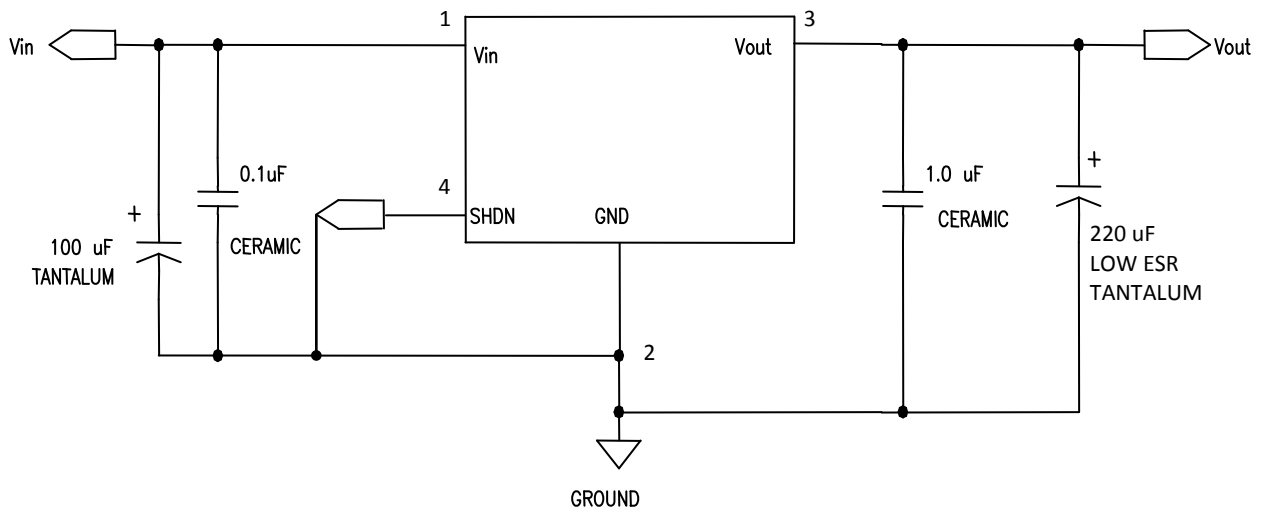 1
3
Vin
Vin
Vout
Vout
0.1uF
4
+
1.0 uF
+
SHDN
GND
CERAMIC
100 uF
TANTALUM
CERAMIC
220 uF
LOW ESR
TANTALUM
2
GROUND